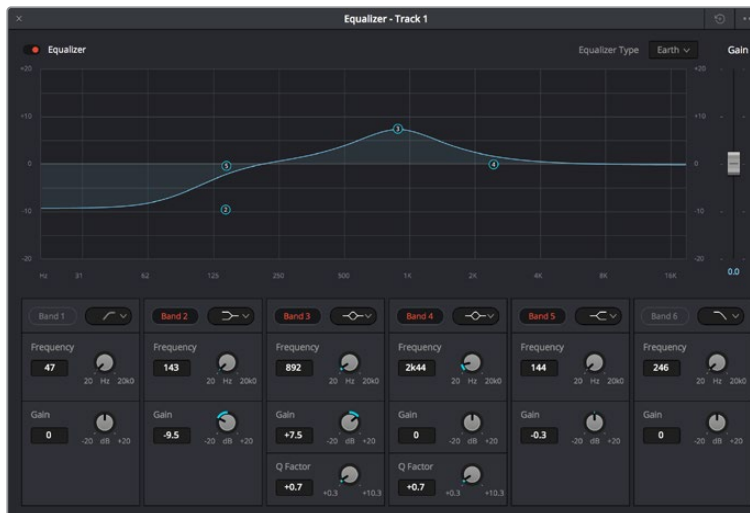 Equalizer - Track 1
Equalizer
Equalizer Type
Earth
Gain
+20 +20
+10 +10
0 0
-10 -10
-20 -20
0.0
Hz 31 62 125 250 500 1K 2K 4K 8K 16K
5 3 4
2
Band 1 Band 2 Band 3 Band 4 Band 5 Band 6
Frequency Frequency Frequency Frequency Frequency Frequency
47 143 892 2k44 144 246
20 Hz 20k0 20 Hz 20k0 20 Hz 20k0 20 Hz 20k0 20 Hz 20k0 20 Hz 20k0
Gain Gain Gain Gain Gain Gain
0 -9.5 +7.5 0 -0.3 0
-20 dB +20 -20 dB +20 -20 dB +20 -20 dB +20 -20 dB +20 -20 dB +20
Q Factor Q Factor
+0.7 +0.7
+0.3 +10.3 +0.3 +10.3